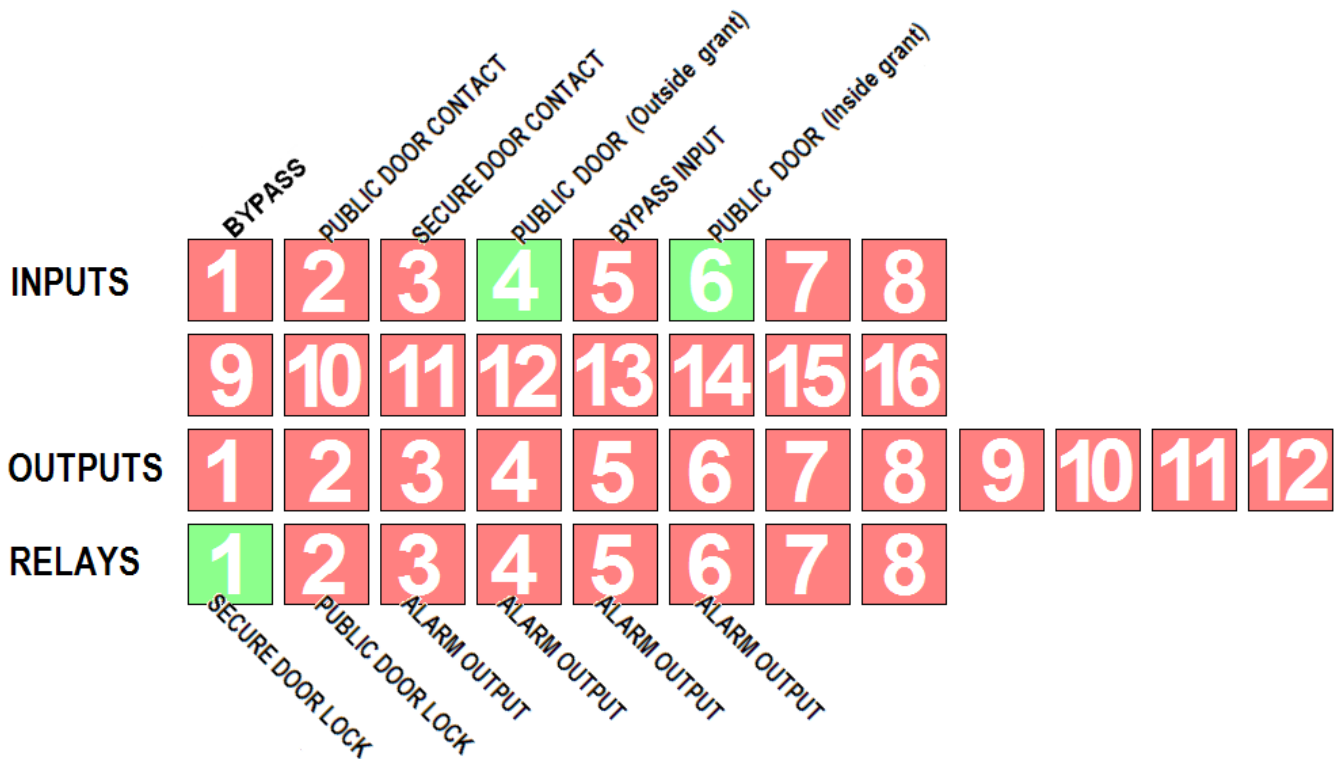 BYPASS
PUBLIC DOOR CONTACT
SECURE DOOR CONTACT
PUBLIC DOOR (Outside grant)
BYPASS INPUT
PUBLIC DOOR (Inside grant)
INPUTS 1 2 3 4 5 6 7 8
9 10 11 12 13 14 15 16
OUTPUTS 1 2 3 4 5 6 7 8 9 10 11 12
RELAYS 1 2 3 4 5 6 7 8
SECURE DOOR LOCK
PUBLIC DOOR LOCK
ALARM OUTPUT
ALARM OUTPUT
ALARM OUTPUT
ALARM OUTPUT